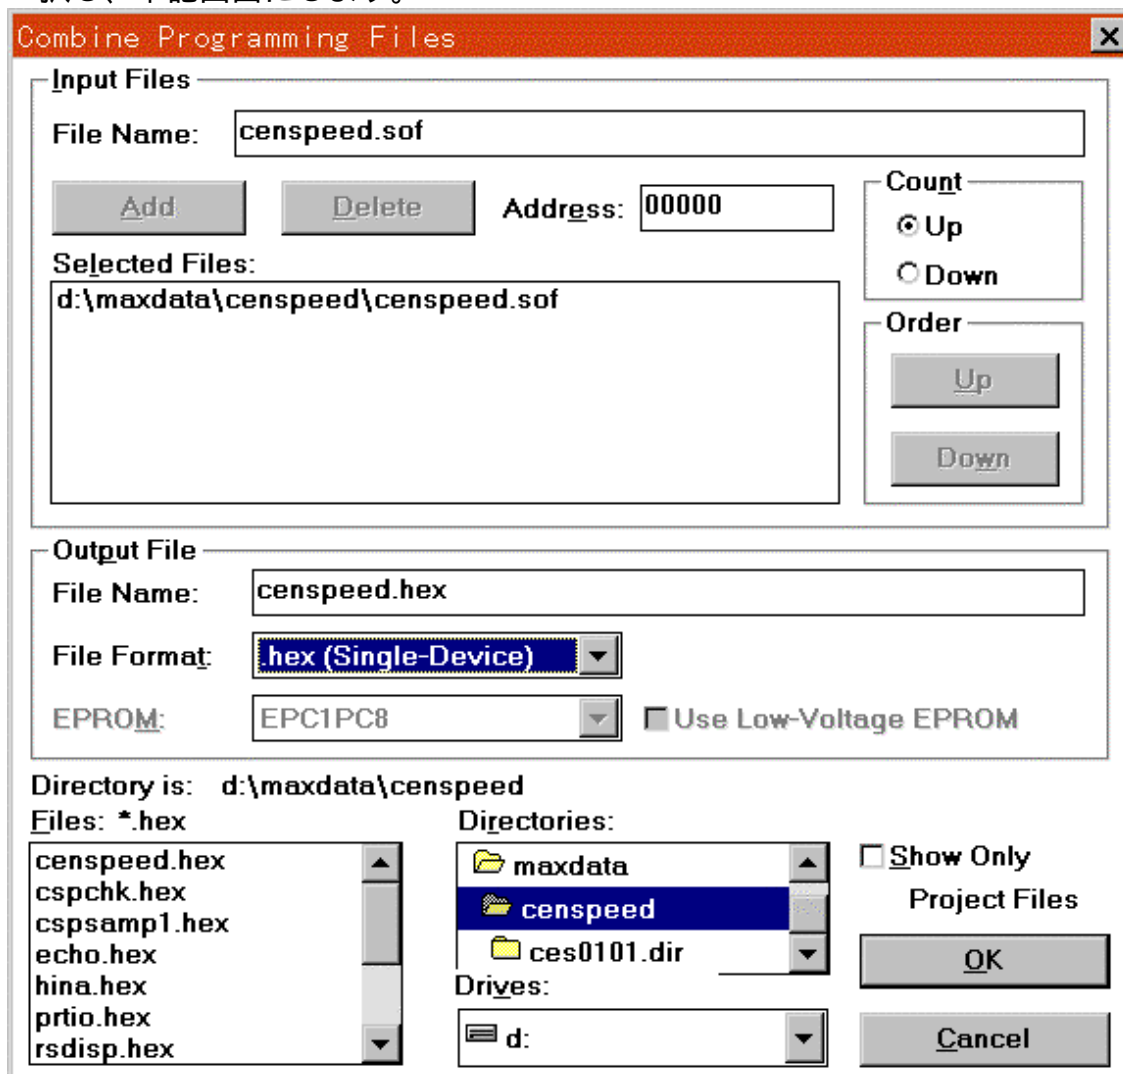 Combine Programming Files
Input Files
File Name: censpeed.sof
Add Delete Address: 00000
Count
Up
Down
Selected Files:
d:\maxdata\censpeed\censpeed.sof
Order
Up
Down
Output File
File Name: censpeed.hex
File Format: .hex (Single-Device)
EPROM: EPC1PC8 Use Low-Voltage EPROM
Directory is: d:\maxdata\censpeed
Files: *.hex
censpeed.hex
cspchk.hex
cspsamp1.hex
echo.hex
hina.hex
prtio.hex
rsdisp.hex
Directories:
maxdata
censpeed
ces0101.dir
Drives:
d:
Show Only
Project Files
OK
Cancel